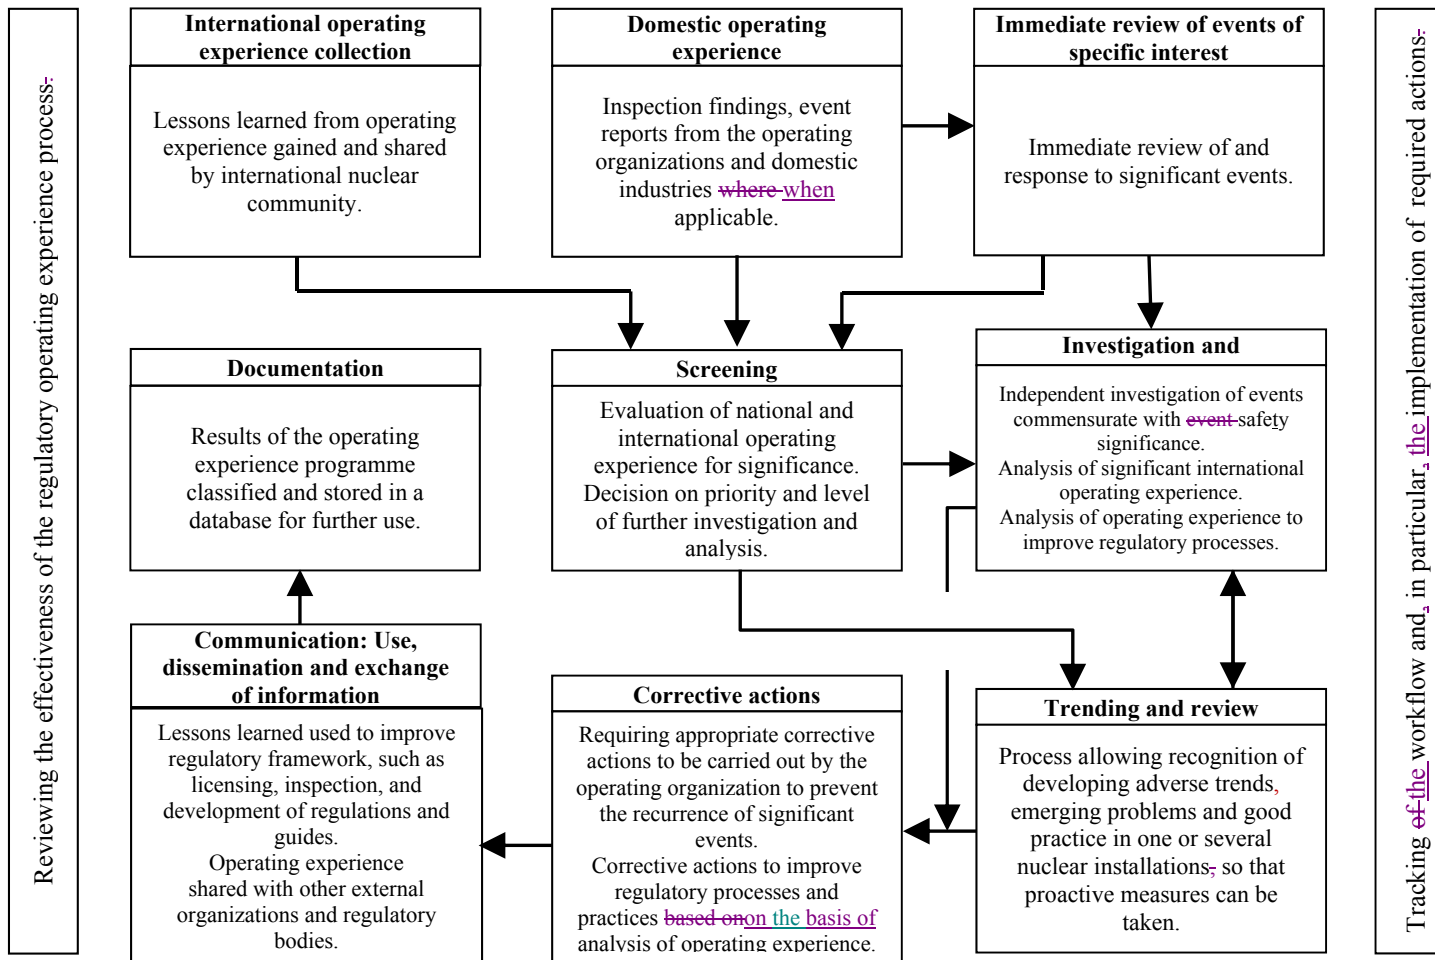 Reviewing the effectiveness of the regulatory operating experience process.
International operating
experience collection
Lessons learned from operating
experience gained and shared
by international nuclear
community.
Domestic operating
experience
Inspection findings, event
reports from the operating
organizations and domestic
industries where when
applicable.
Immediate review of events of
specific interest
Immediate review of and
response to significant events.
Documentation
Results of the operating
experience programme
classified and stored in a
database for further use.
Screening
Evaluation of national and
international operating
experience for significance.
Decision on priority and level
of further investigation and
analysis.
Investigation and
Independent investigation of events
commensurate with event safety
significance.
Analysis of significant international
operating experience.
Analysis of operating experience to
improve regulatory processes.
Communication: Use,
dissemination and exchange
of information
Lessons learned used to improve
regulatory framework, such as
licensing, inspection, and
development of regulations and
guides.
Operating experience
shared with other external
organizations and regulatory
bodies.
Corrective actions
Requiring appropriate corrective
actions to be carried out by the
operating organization to prevent
the recurrence of significant
events.
Corrective actions to improve
regulatory processes and
practices based onon the basis of
analysis of operating experience.
Trending and review
Process allowing recognition of
developing adverse trends,
emerging problems and good
practice in one or several
nuclear installations, so that
proactive measures can be
taken.
Tracking of the workflow and, in particular, the implementation of required actions.